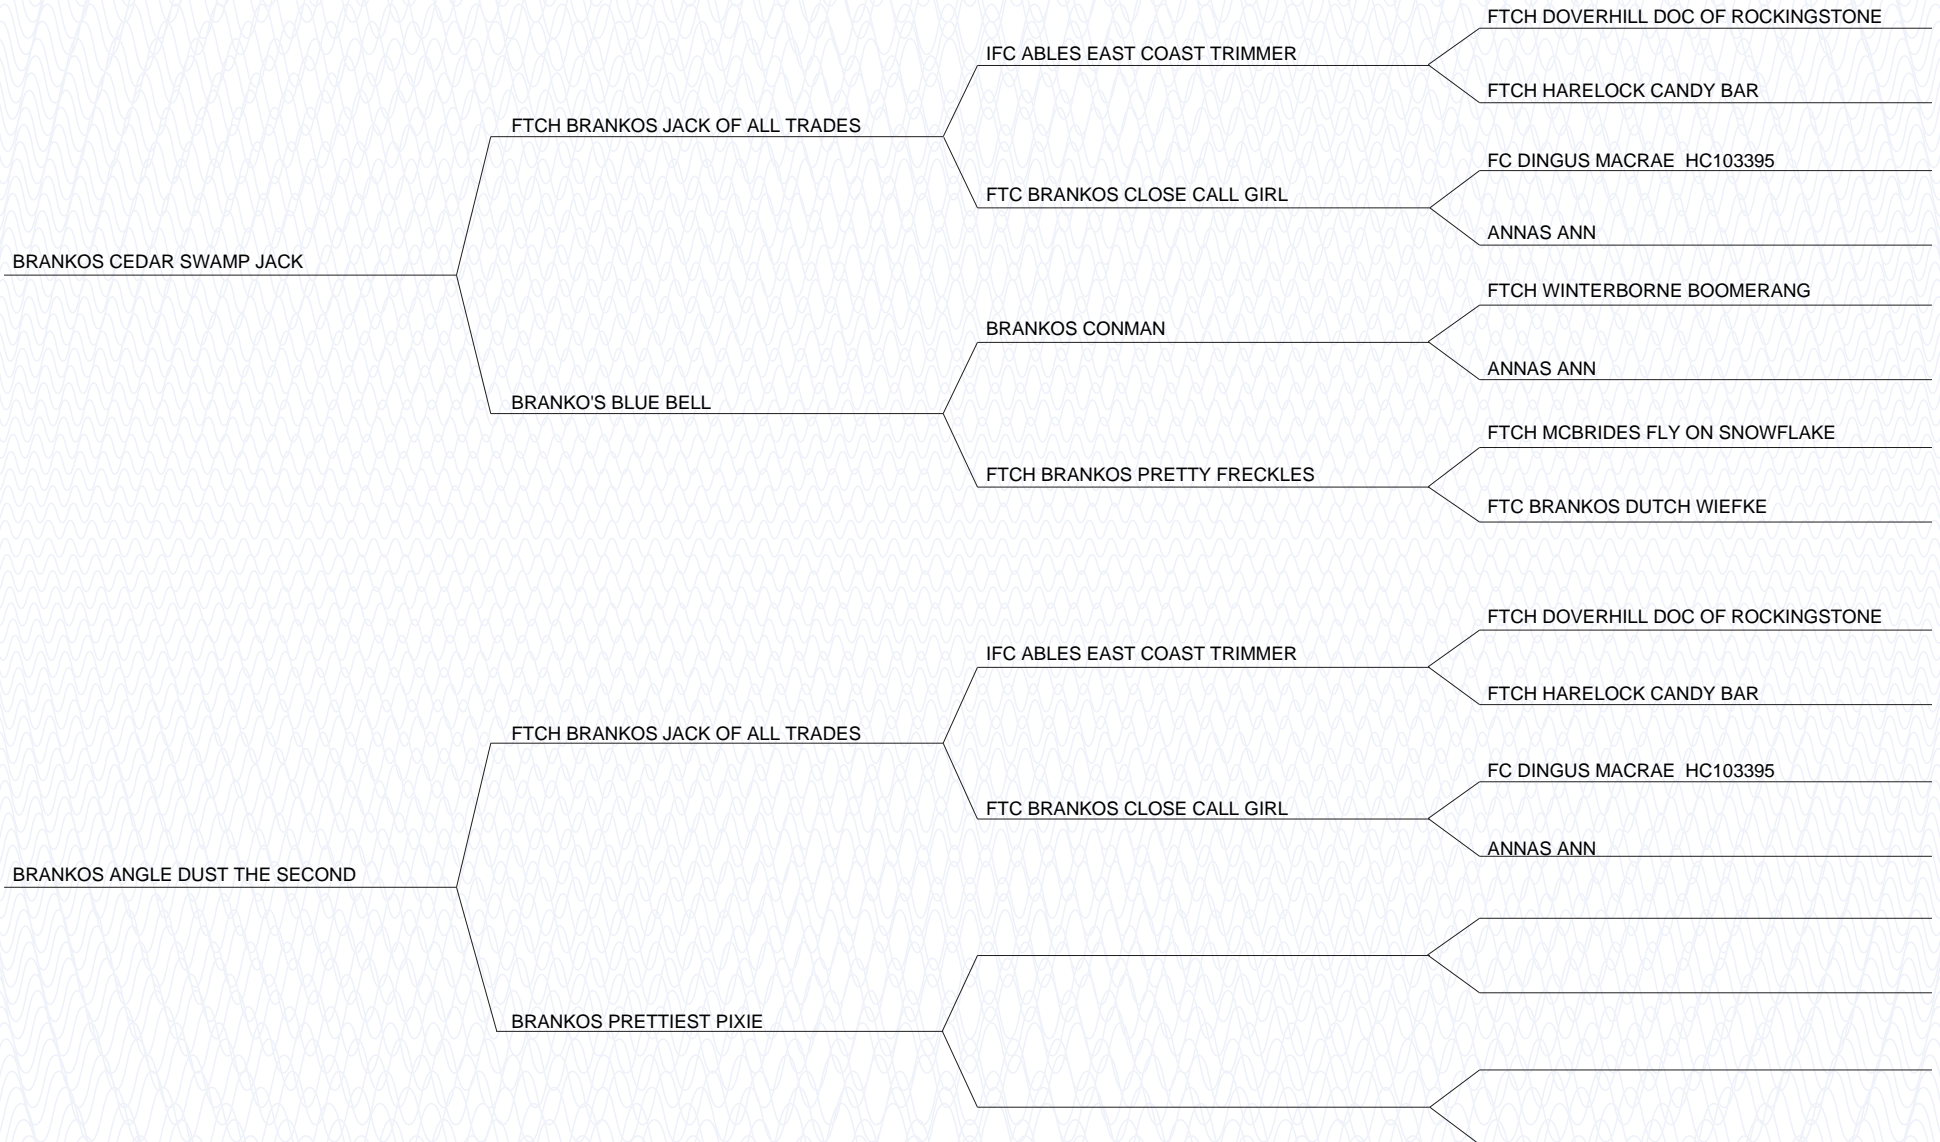 FTCH DOVERHILL DOC OF ROCKINGSTONE
IFC ABLES EAST COAST TRIMMER
FTCH HARELOCK CANDY BAR
FTCH BRANKOS JACK OF ALL TRADES
FC DINGUS MACRAE  HC103395
FTC BRANKOS CLOSE CALL GIRL
ANNAS ANN
BRANKOS CEDAR SWAMP JACK
FTCH WINTERBORNE BOOMERANG
BRANKOS CONMAN
ANNAS ANN
BRANKO'S BLUE BELL
FTCH MCBRIDES FLY ON SNOWFLAKE
FTCH BRANKOS PRETTY FRECKLES
FTC BRANKOS DUTCH WIEFKE
FTCH DOVERHILL DOC OF ROCKINGSTONE
IFC ABLES EAST COAST TRIMMER
FTCH HARELOCK CANDY BAR
FTCH BRANKOS JACK OF ALL TRADES
FC DINGUS MACRAE  HC103395
FTC BRANKOS CLOSE CALL GIRL
ANNAS ANN
BRANKOS ANGLE DUST THE SECOND
BRANKOS PRETTIEST PIXIE